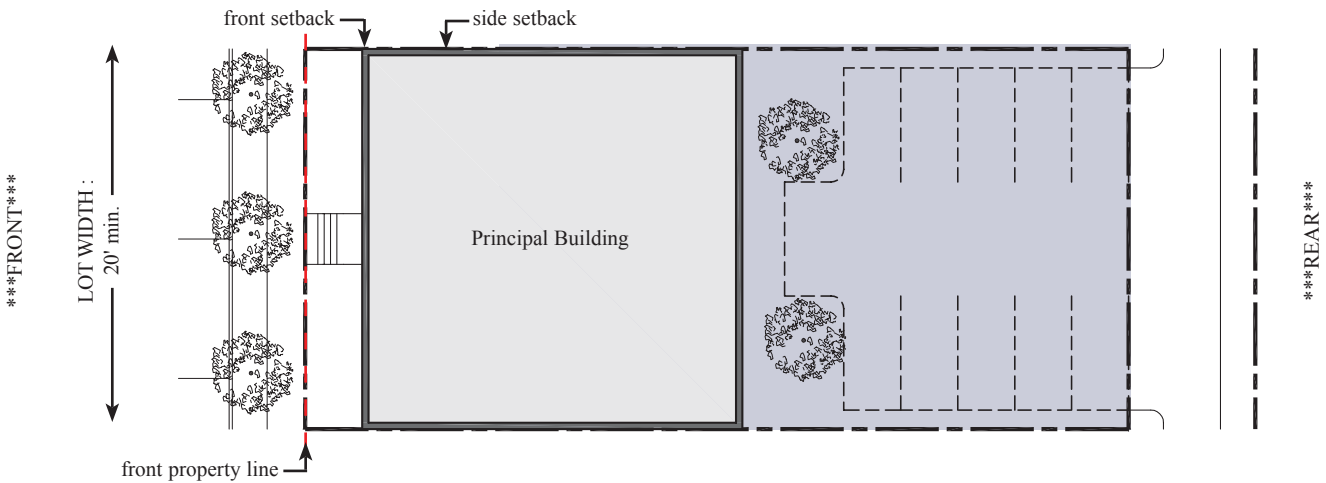 front setback
side setback
***FRONT***
LOT WIDTH :
20' min.
Principal Building
***REAR***
front property line